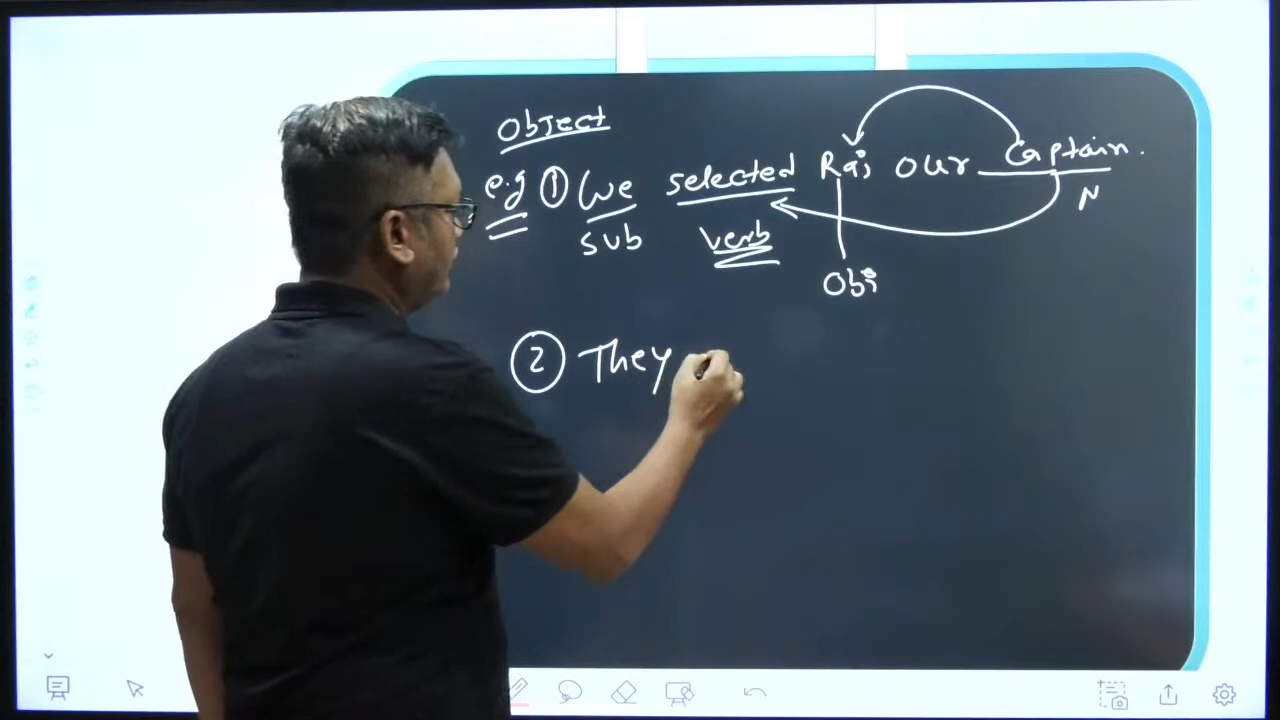 Object
e.g ① We selected Raj our Captain.
sub verb Obj N
② They